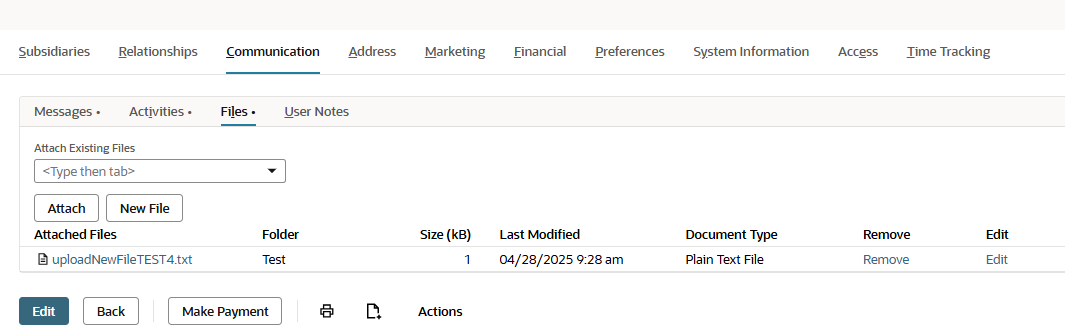 Subsidiaries Relationships Communication Address Marketing Financial Preferences System Information Access Time Tracking
Messages • Activities • Files • User Notes
Attach Existing Files
<Type then tab>
Attach New File
Attached Files Folder Size (kB) Last Modified Document Type Remove Edit
uploadNewFileTEST4.txt Test 1 04/28/2025 9:28 am Plain Text File Remove Edit
Edit Back Make Payment Actions